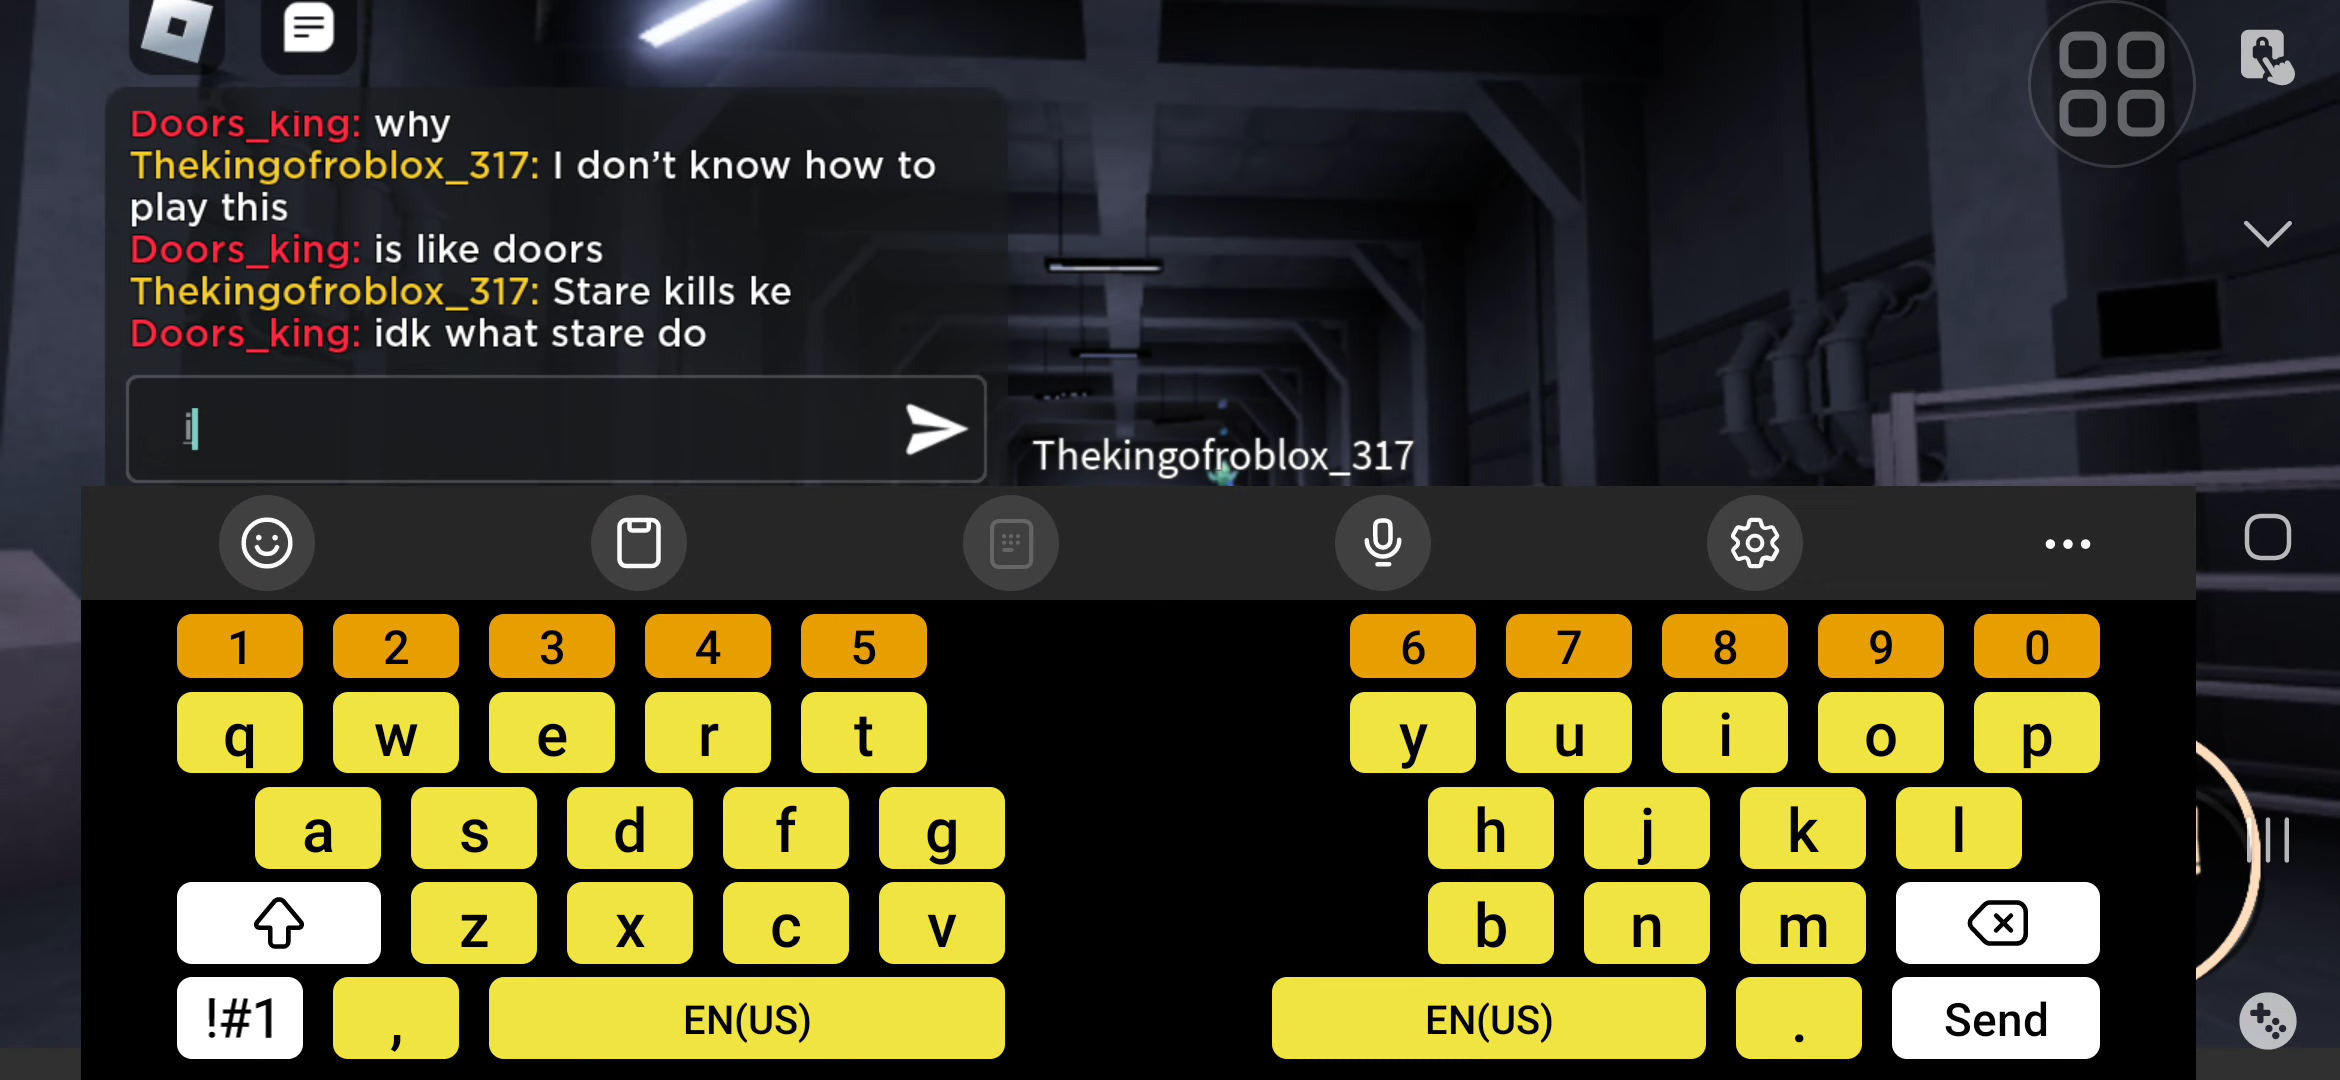 Doors_king: why
Thekingofroblox_317: I don't know how to
play this
Doors_king: is like doors
Thekingofroblox_317: Stare kills ke
Doors_king: idk what stare do
i
Thekingofroblox_317
1 2 3 4 5 6 7 8 9 0
q w e r t y u i o p
a s d f g h j k l
z x c v b n m
!#1 , EN(US) EN(US) . Send